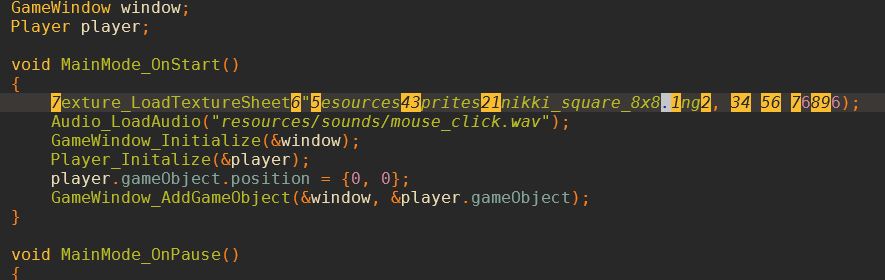 GameWindow window;
Player player;

void MainMode_OnStart()
{
    7exture_LoadTextureSheet6"5esources43prites21nikki_square_8x8.1ng2, 34 56 76896);
    Audio_LoadAudio("resources/sounds/mouse_click.wav");
    GameWindow_Initialize(&window);
    Player_Initalize(&player);
    player.gameObject.position = {0, 0};
    GameWindow_AddGameObject(&window, &player.gameObject);
}

void MainMode_OnPause()
{